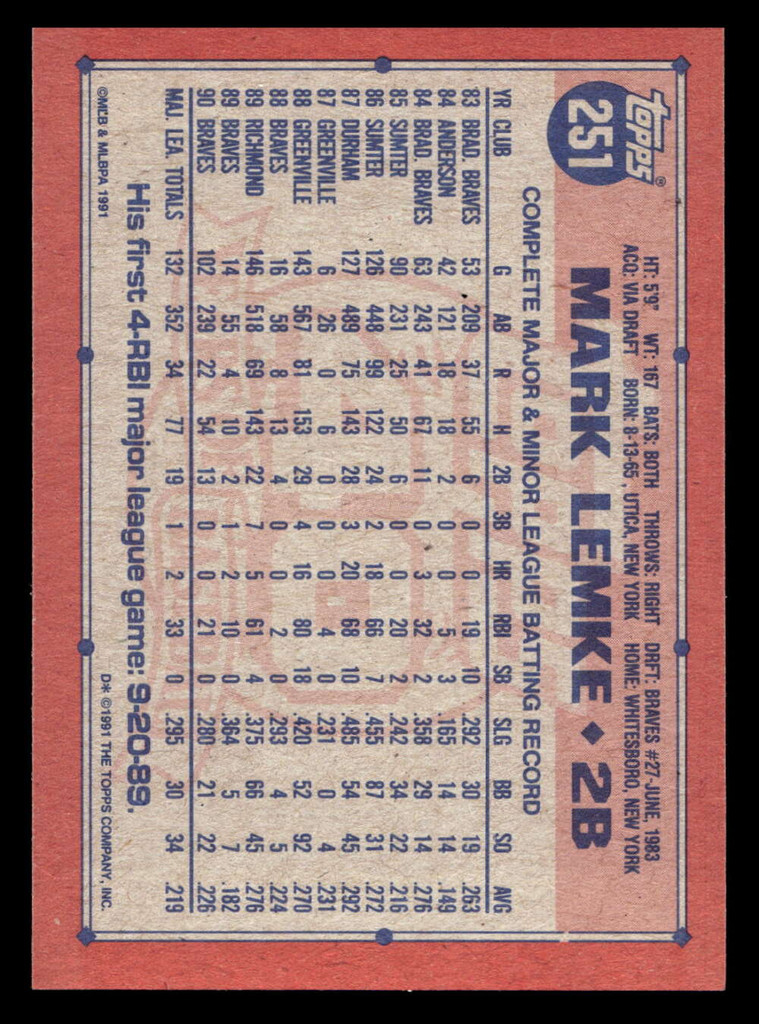 topps®
251
HT: 5'9" WT: 167 BATS: BOTH THROWS: RIGHT DRFT: BRAVES #27-JUNE, 1983
ACQ: VIA DRAFT BORN: 8-13-65, UTICA, NEW YORK HOME: WHITESBORO, NEW YORK
MARK LEMKE ♦ 2B
COMPLETE MAJOR & MINOR LEAGUE BATTING RECORD
YR CLUB G AB R H 2B 3B HR RBI SB SLG BB SO AVG
83 BRAD. BRAVES 53 209 37 55 6 0 0 19 10 .292 30 19 .263
84 ANDERSON 42 121 18 18 2 0 0 5 3 .165 14 14 .149
84 BRAD. BRAVES 63 243 41 67 11 0 3 32 2 .358 29 14 .276
85 SUMTER 90 231 25 50 6 0 0 20 2 .242 34 22 .216
86 SUMTER 126 448 99 122 24 2 18 66 7 .455 87 31 .272
87 DURHAM 127 489 75 143 28 3 20 68 10 .485 54 45 .292
87 GREENVILLE 6 26 0 6 0 0 0 4 0 .231 0 4 .231
88 GREENVILLE 143 567 81 153 29 4 16 80 18 .420 52 92 .270
88 BRAVES 16 58 8 13 4 0 0 2 0 .293 4 5 .224
89 RICHMOND 146 518 69 143 22 7 5 61 4 .375 66 45 .276
89 BRAVES 14 55 4 10 2 1 2 10 0 .364 5 7 .182
90 BRAVES 102 239 22 54 13 0 0 21 0 .280 21 22 .226
MAJ. LEA. TOTALS 132 352 34 77 19 1 2 33 0 .295 30 34 .219
His first 4-RBI major league game: 9-20-89.
©MLB & MLBPA 1991 D* ©1991 THE TOPPS COMPANY, INC.